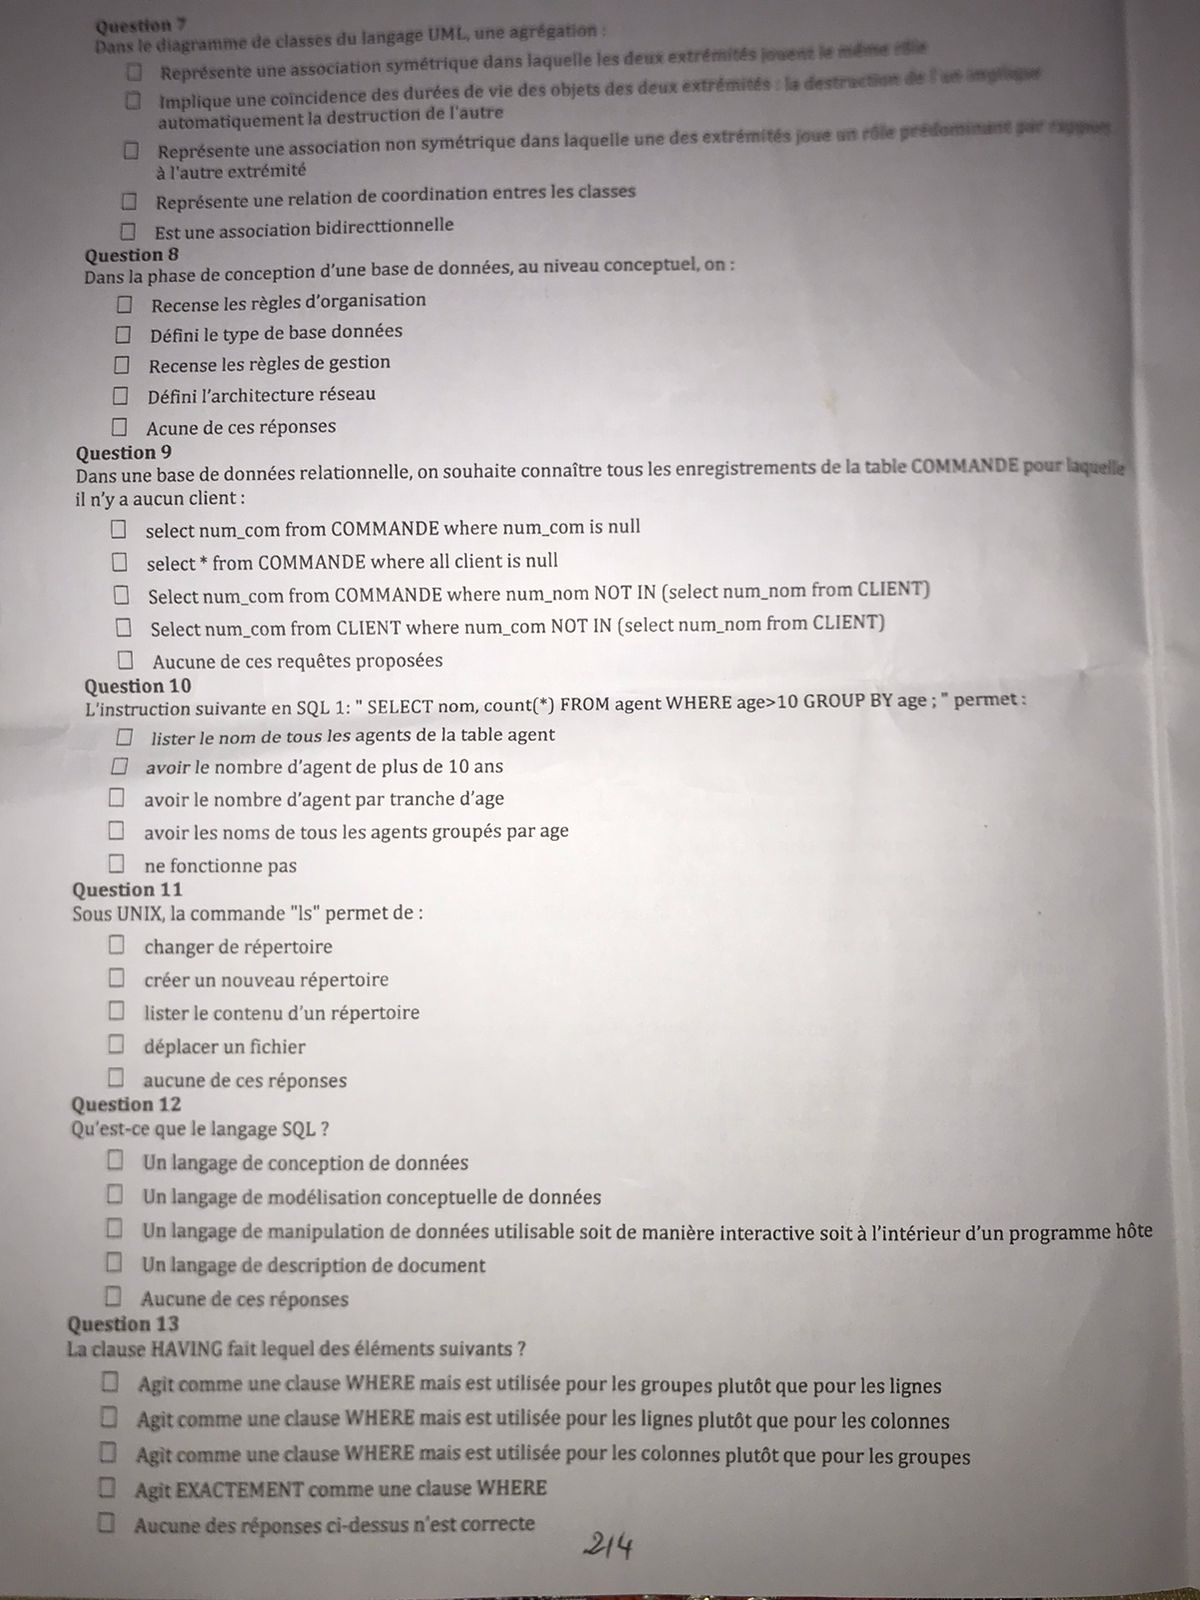 Question 7
Dans le diagramme de classes du langage UML, une agrégation :
Représente une association symétrique dans laquelle les deux extrémités jouent le même rôle
Implique une coïncidence des durées de vie des objets des deux extrémités : la destruction de l'un implique
automatiquement la destruction de l'autre
Représente une association non symétrique dans laquelle une des extrémités joue un rôle prédominant par rapport
à l'autre extrémité
Représente une relation de coordination entres les classes
Est une association bidirecttionnelle
Question 8
Dans la phase de conception d'une base de données, au niveau conceptuel, on :
Recense les règles d'organisation
Défini le type de base données
Recense les règles de gestion
Défini l'architecture réseau
Acune de ces réponses
Question 9
Dans une base de données relationnelle, on souhaite connaître tous les enregistrements de la table COMMANDE pour laquelle
il n'y a aucun client :
select num_com from COMMANDE where num_com is null
select * from COMMANDE where all client is null
Select num_com from COMMANDE where num_nom NOT IN (select num_nom from CLIENT)
Select num_com from CLIENT where num_com NOT IN (select num_nom from CLIENT)
Aucune de ces requêtes proposées
Question 10
L'instruction suivante en SQL 1: " SELECT nom, count(*) FROM agent WHERE age>10 GROUP BY age ; " permet :
lister le nom de tous les agents de la table agent
avoir le nombre d'agent de plus de 10 ans
avoir le nombre d'agent par tranche d'age
avoir les noms de tous les agents groupés par age
ne fonctionne pas
Question 11
Sous UNIX, la commande "ls" permet de :
changer de répertoire
créer un nouveau répertoire
lister le contenu d'un répertoire
déplacer un fichier
aucune de ces réponses
Question 12
Qu'est-ce que le langage SQL ?
Un langage de conception de données
Un langage de modélisation conceptuelle de données
Un langage de manipulation de données utilisable soit de manière interactive soit à l'intérieur d'un programme hôte
Un langage de description de document
Aucune de ces réponses
Question 13
La clause HAVING fait lequel des éléments suivants ?
Agit comme une clause WHERE mais est utilisée pour les groupes plutôt que pour les lignes
Agit comme une clause WHERE mais est utilisée pour les lignes plutôt que pour les colonnes
Agit comme une clause WHERE mais est utilisée pour les colonnes plutôt que pour les groupes
Agit EXACTEMENT comme une clause WHERE
Aucune des réponses ci-dessus n'est correcte
2/4